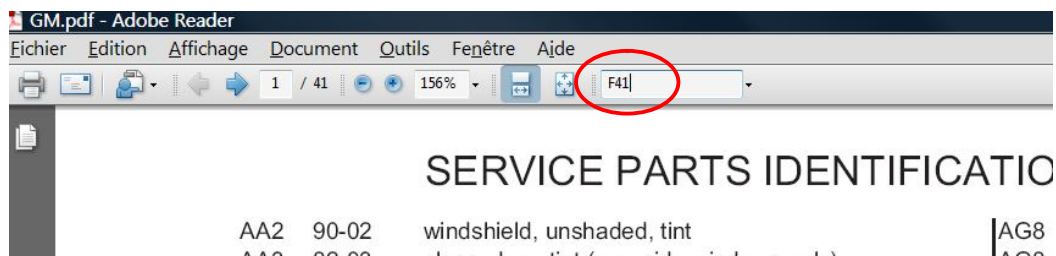 GM.pdf - Adobe Reader
Fichier Edition Affichage Document Outils Fenêtre Aide
1 / 41 156% F41
SERVICE PARTS IDENTIFICATIO
AA2 90-02 windshield, unshaded, tint AG8